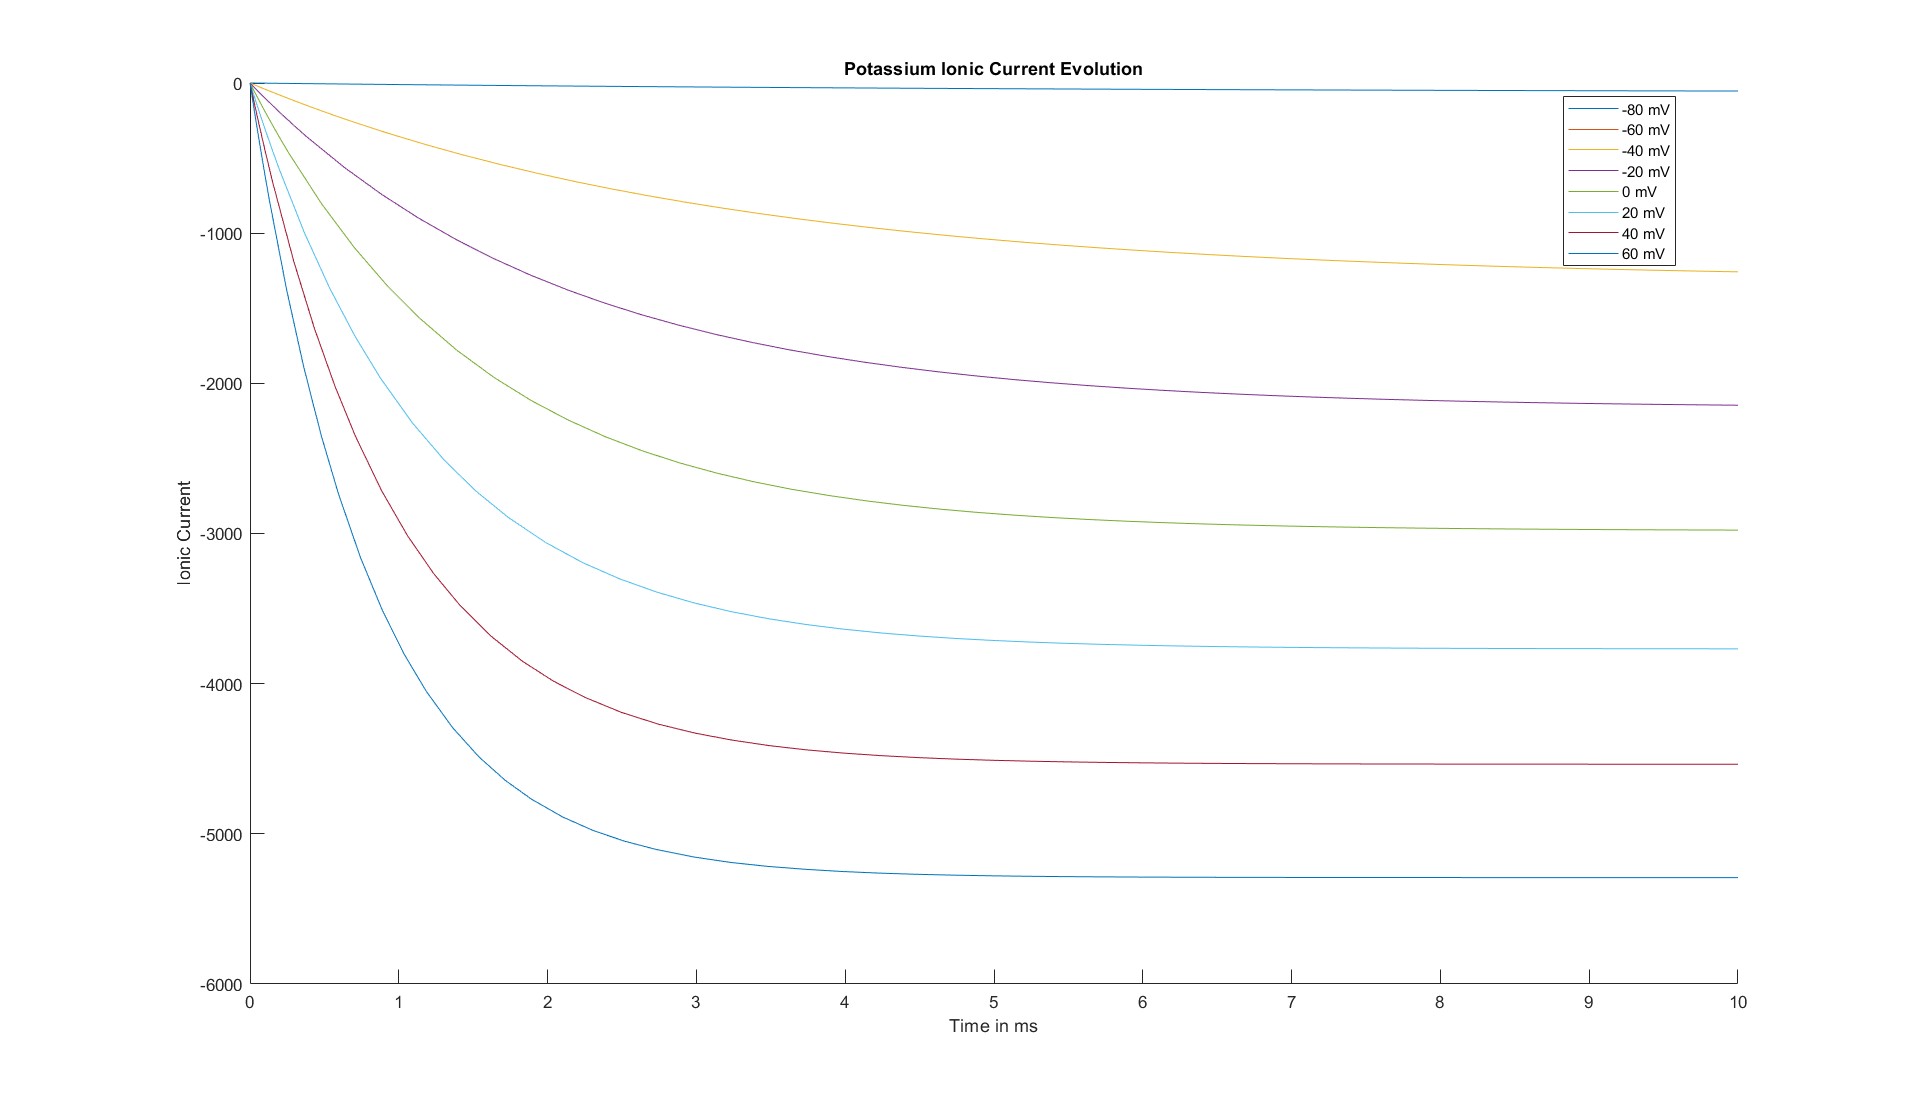 Potassium Ionic Current Evolution
0
-1000
-2000
-3000
-4000
-5000
-6000
Ionic Current
-80 mV
-60 mV
-40 mV
-20 mV
0 mV
20 mV
40 mV
60 mV
0 1 2 3 4 5 6 7 8 9 10
Time in ms